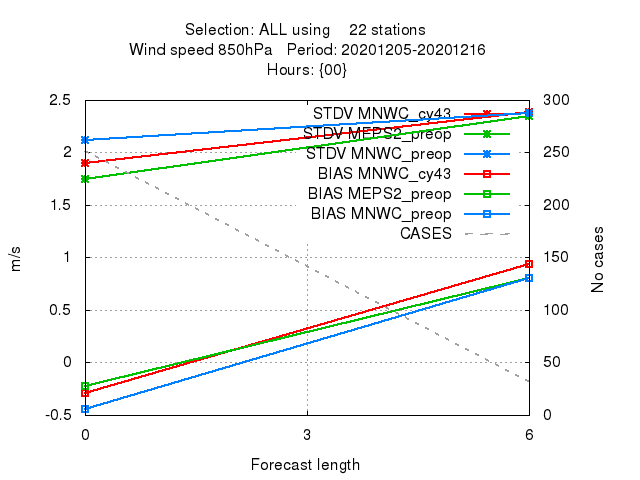 Selection: ALL using 22 stations
Wind speed 850hPa Period: 20201205-20201216
Hours: {00}
2.5
2
1.5
1
0.5
0
-0.5
m/s
300
250
200
150
100
50
0
No cases
STDV MNWC_cy43
STDV MEPS2_preop
STDV MNWC_preop
BIAS MNWC_cy43
BIAS MEPS2_preop
BIAS MNWC_preop
CASES
0 3 6
Forecast length